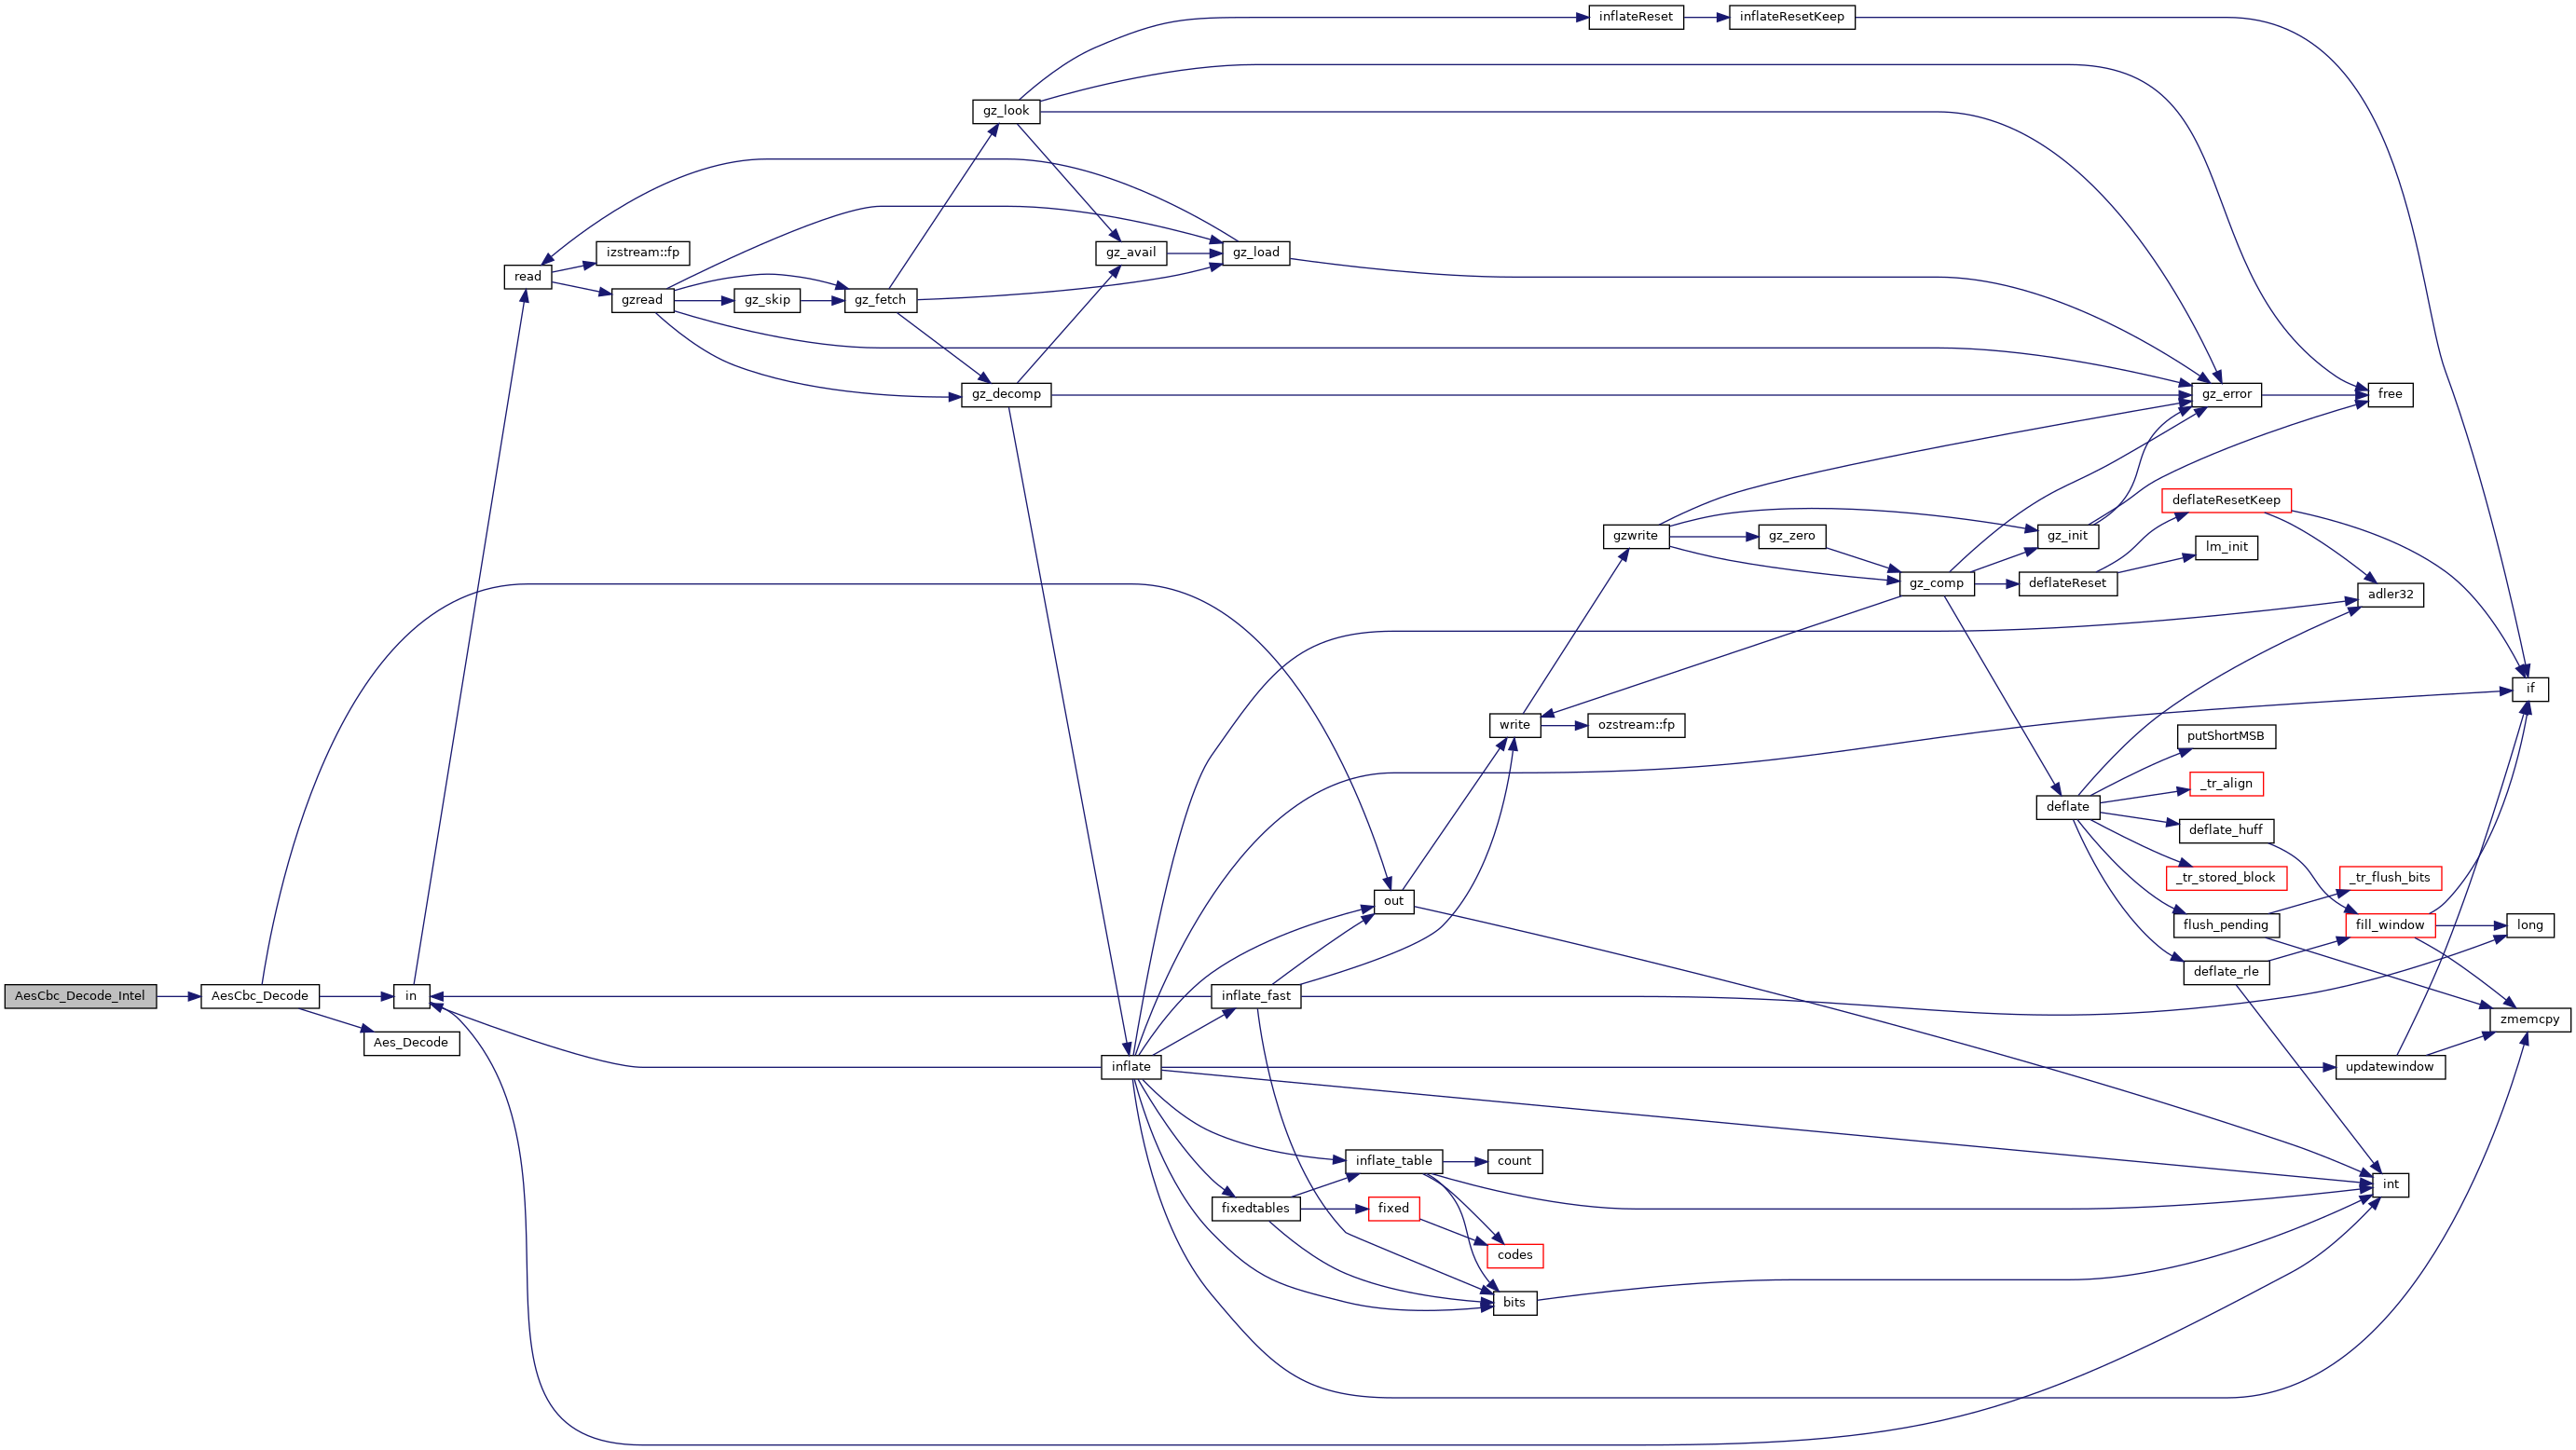 inflateReset
inflateResetKeep
gz_look
izstream::fp
gz_avail
gz_load
read
gzread
gz_skip
gz_fetch
gz_decomp
gz_error
free
deflateResetKeep
gzwrite
gz_zero
gz_init
lm_init
gz_comp
deflateReset
adler32
if
write
ozstream::fp
putShortMSB
_tr_align
deflate
deflate_huff
_tr_stored_block
_tr_flush_bits
out
flush_pending
fill_window
long
deflate_rle
AesCbc_Decode_Intel
AesCbc_Decode
in
inflate_fast
zmemcpy
Aes_Decode
inflate
updatewindow
inflate_table
count
int
fixedtables
fixed
codes
bits